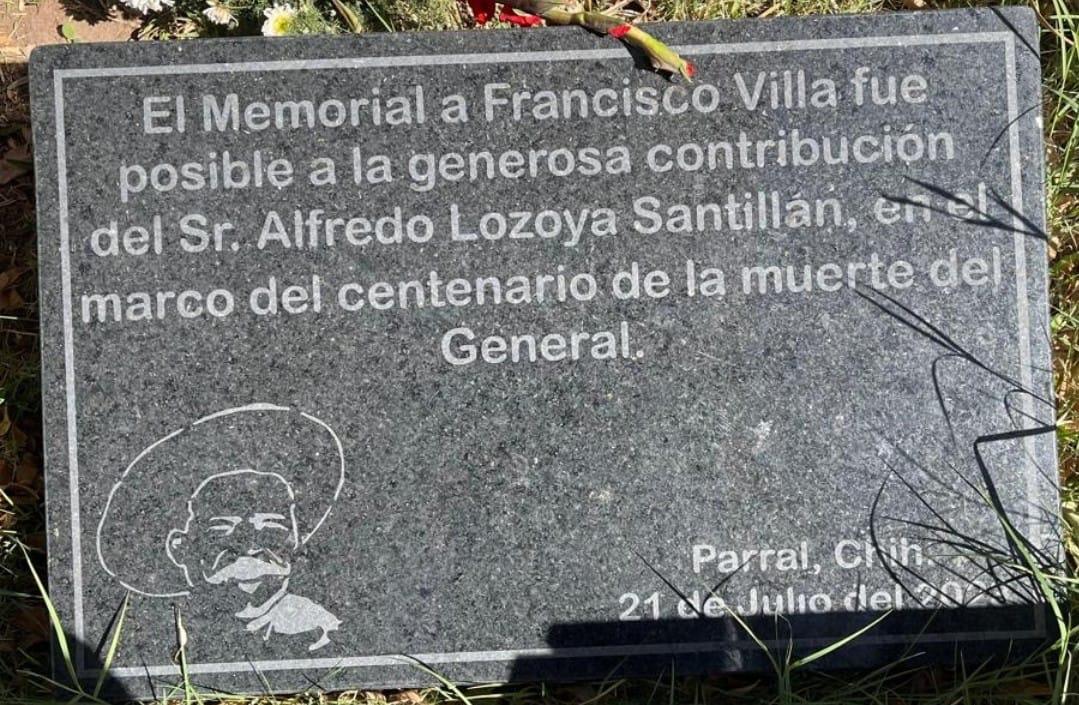 El Memorial a Francisco Villa fue
posible a la generosa contribución
del Sr. Alfredo Lozoya Santillán, en el
marco del centenario de la muerte del
General.
Parral, Chih.
21 de Julio del